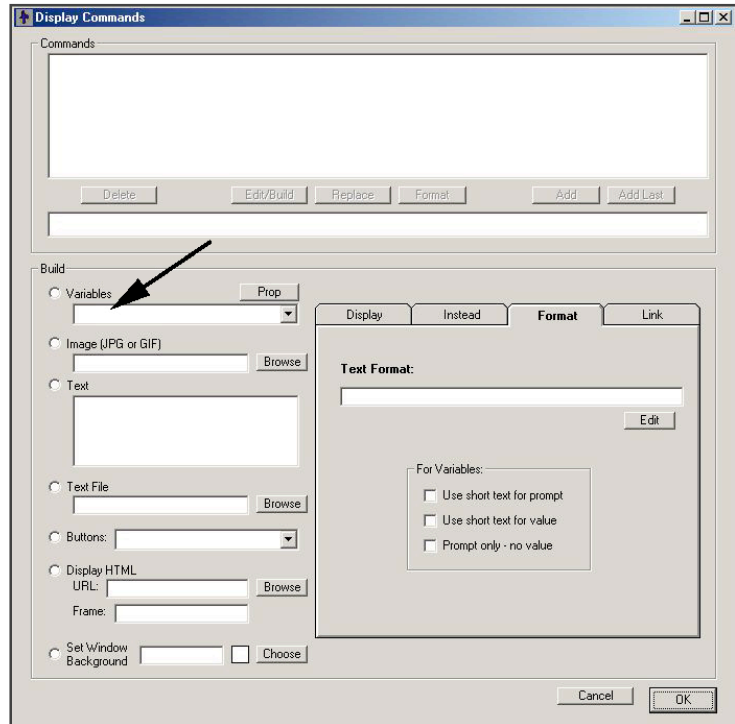 Display Commands
Commands
Delete Edit/Build Replace Format Add Add Last
Build
Variables Prop
Image (JPG or GIF)
Browse
Text
Text File
Browse
Buttons:
Display HTML
URL: Browse
Frame:
Set Window
Background Choose
Display Instead Format Link
Text Format:
Edit
For Variables:
Use short text for prompt
Use short text for value
Prompt only - no value
Cancel OK